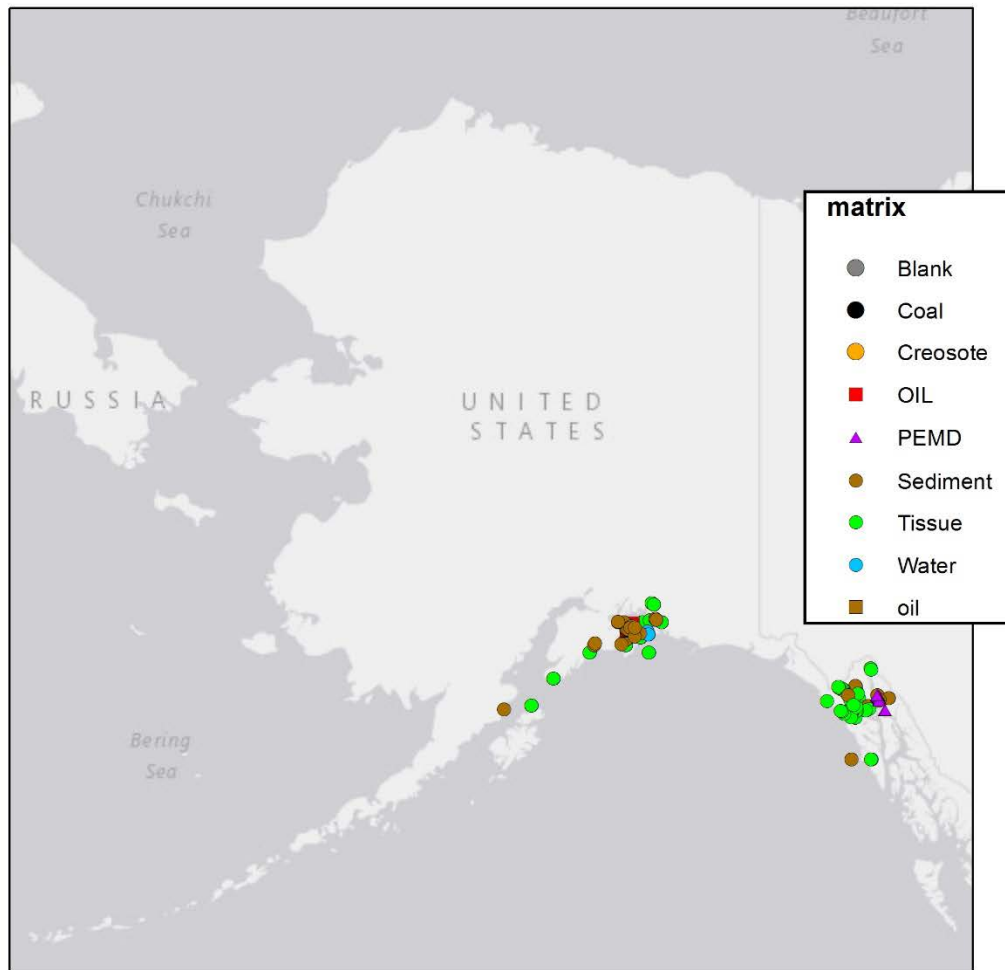 Beaufort
Sea
Chukchi
Sea
matrix
Blank
Coal
Creosote
RUSSIA
UNITED
STATES
OIL
PEMD
Sediment
Tissue
Water
oil
Bering
Sea